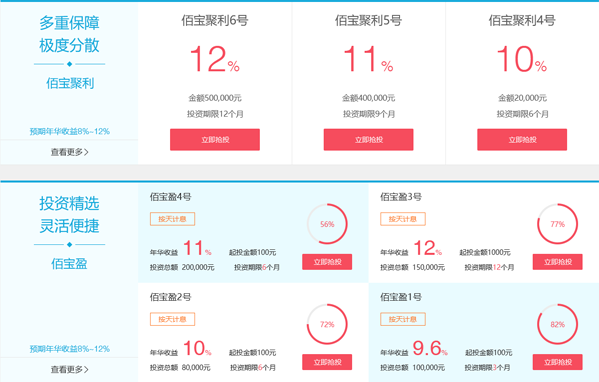 多重保障
极度分散
佰宝聚利
预期年华收益8%~12%
查看更多
佰宝聚利6号
12%
金额500,000元
投资期限12个月
立即抢投
佰宝聚利5号
11%
金额400,000元
投资期限9个月
立即抢投
佰宝聚利4号
10%
金额20,000元
投资期限6个月
立即抢投
投资精选
灵活便捷
佰宝盈
预期年华收益8%~12%
查看更多
佰宝盈4号
按天计息
年华收益 11% 起投金额100元
投资总额 200,000元 投资期限6个月
56%
立即抢投
佰宝盈3号
按天计息
年华收益 12% 起投金额1000元
投资总额 150,000元 投资期限12个月
77%
立即抢投
佰宝盈2号
按天计息
年华收益 10% 起投金额100元
投资总额 80,000元 投资期限6个月
72%
立即抢投
佰宝盈1号
按天计息
年华收益 9.6% 起投金额100元
投资总额 100,000元 投资期限3个月
82%
立即抢投